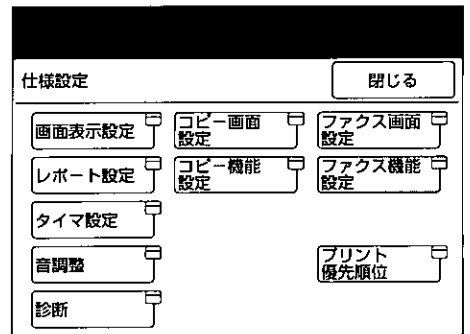 仕様設定
閉じる
画面表示設定
コピー画面
設定
ファクス画面
設定
レポート設定
コピー機能
設定
ファクス機能
設定
タイマ設定
音調整
プリント
優先順位
診断